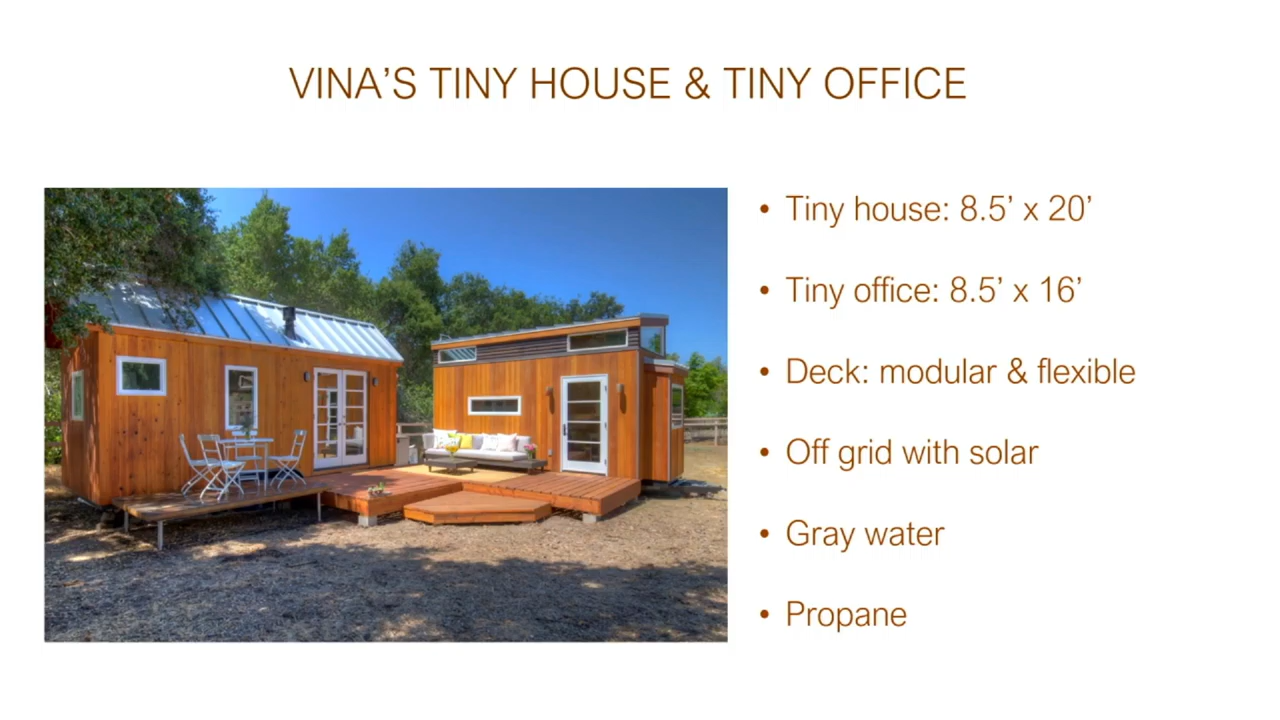 VINA’S TINY HOUSE & TINY OFFICE
• Tiny house: 8.5’ x 20’
• Tiny office: 8.5’ x 16’
• Deck: modular & flexible
• Off grid with solar
• Gray water
• Propane